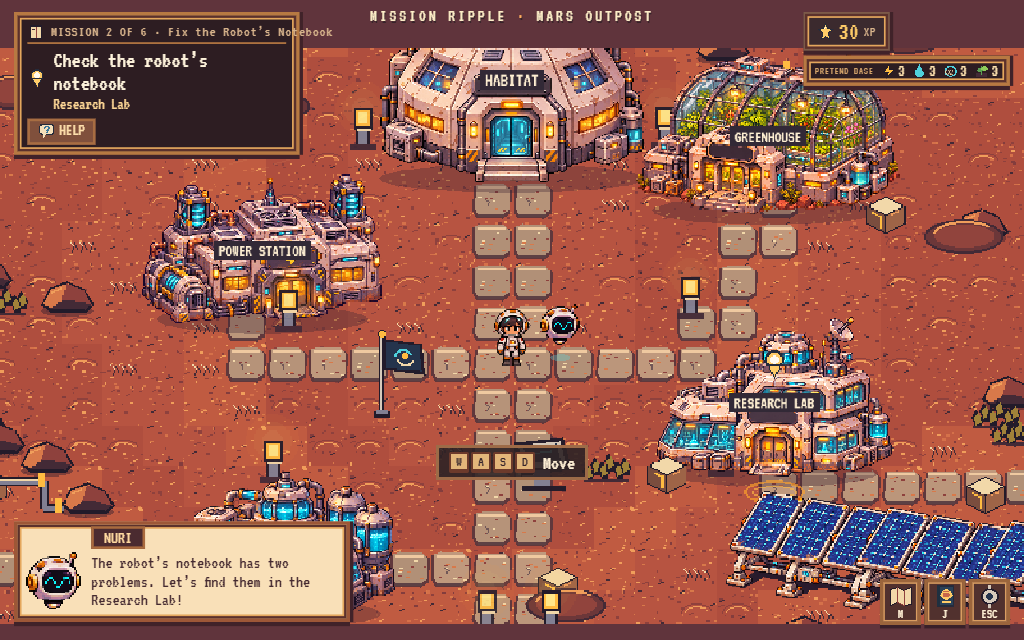 MISSION RIPPLE · MARS OUTPOST
MISSION 2 OF 6 · Fix the Robot's Notebook
Check the robot's
notebook
Research Lab
? HELP
30 XP
PRETEND BASE 3 3 3 3
HABITAT
GREENHOUSE
POWER STATION
RESEARCH LAB
W A S D Move
NURI
The robot's notebook has two
problems. Let's find them in the
Research Lab!
M J ESC